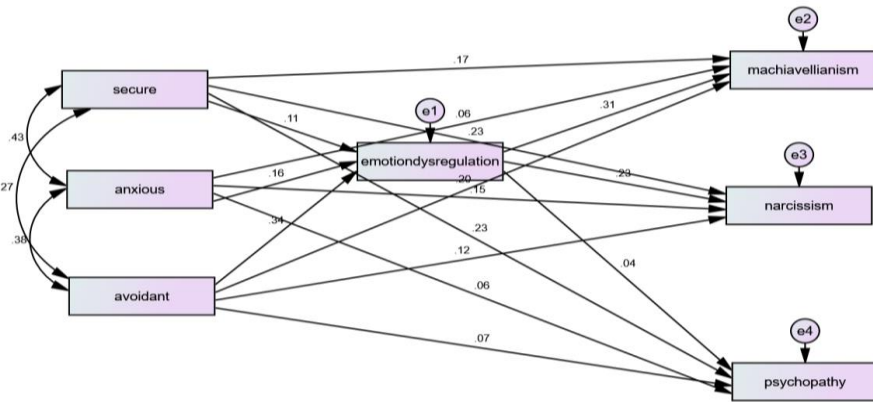 e2
.17
machiavellianism
secure
e1
.31
.06
.11
.23
.43
emotiondysregulation
e3
.16
.20
.23
27
anxious
.15
narcissism
.34
.23
.38
.12
.04
avoidant
.06
e4
.07
psychopathy